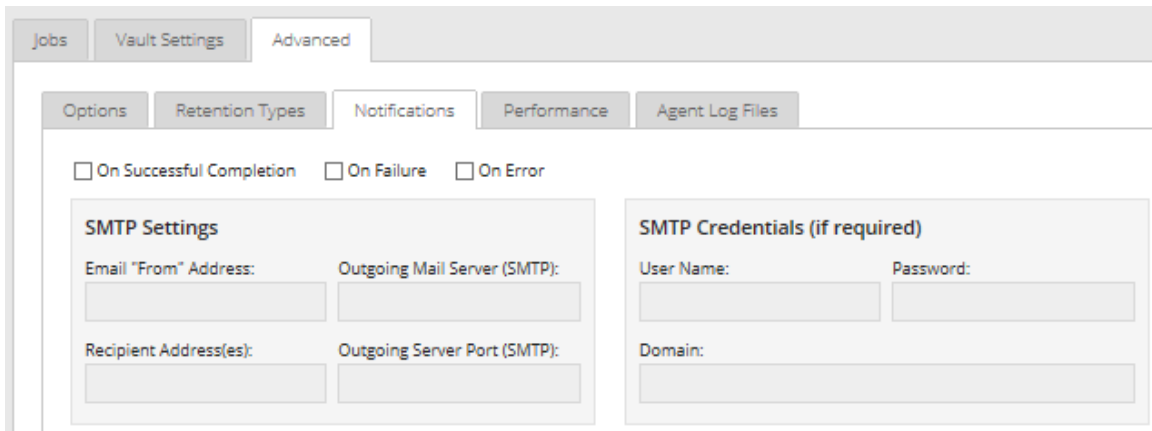 Jobs Vault Settings Advanced
Options Retention Types Notifications Performance Agent Log Files
On Successful Completion On Failure On Error
SMTP Settings
Email "From" Address: Outgoing Mail Server (SMTP):
Recipient Address(es): Outgoing Server Port (SMTP):
SMTP Credentials (if required)
User Name: Password:
Domain: